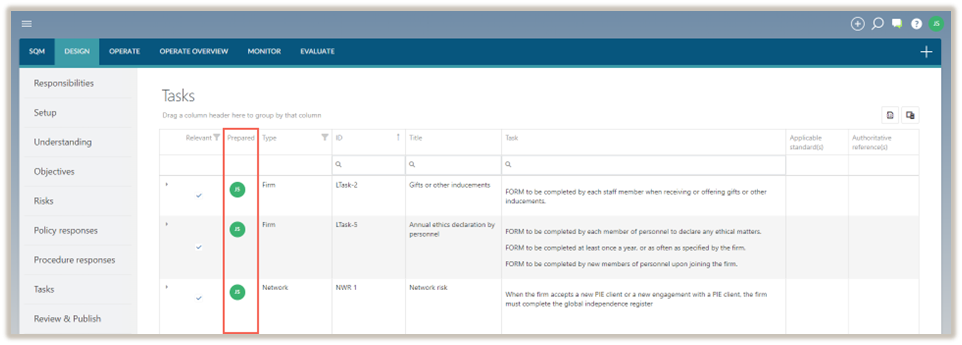 JS
SQM DESIGN OPERATE OPERATE OVERVIEW MONITOR EVALUATE
Responsibilities
Setup
Understanding
Objectives
Risks
Policy responses
Procedure responses
Tasks
Review & Publish
Tasks
Drag a column header here to group by that column
Relevant Prepared Type ID Title Task Applicable standard(s) Authoritative reference(s)
JS Firm LTask-2 Gifts or other inducements
FORM to be completed by each staff member when receiving or offering gifts or other
inducements.
JS Firm LTask-5 Annual ethics declaration by
personnel
FORM to be completed by each member of personnel to declare any ethical matters.
FORM to be completed at least once a year, or as often as specified by the firm.
FORM to be completed by new members of personnel upon joining the firm.
JS Network NWR 1 Network risk
When the firm accepts a new PIE client or a new engagement with a PIE client, the firm
must complete the global independence register